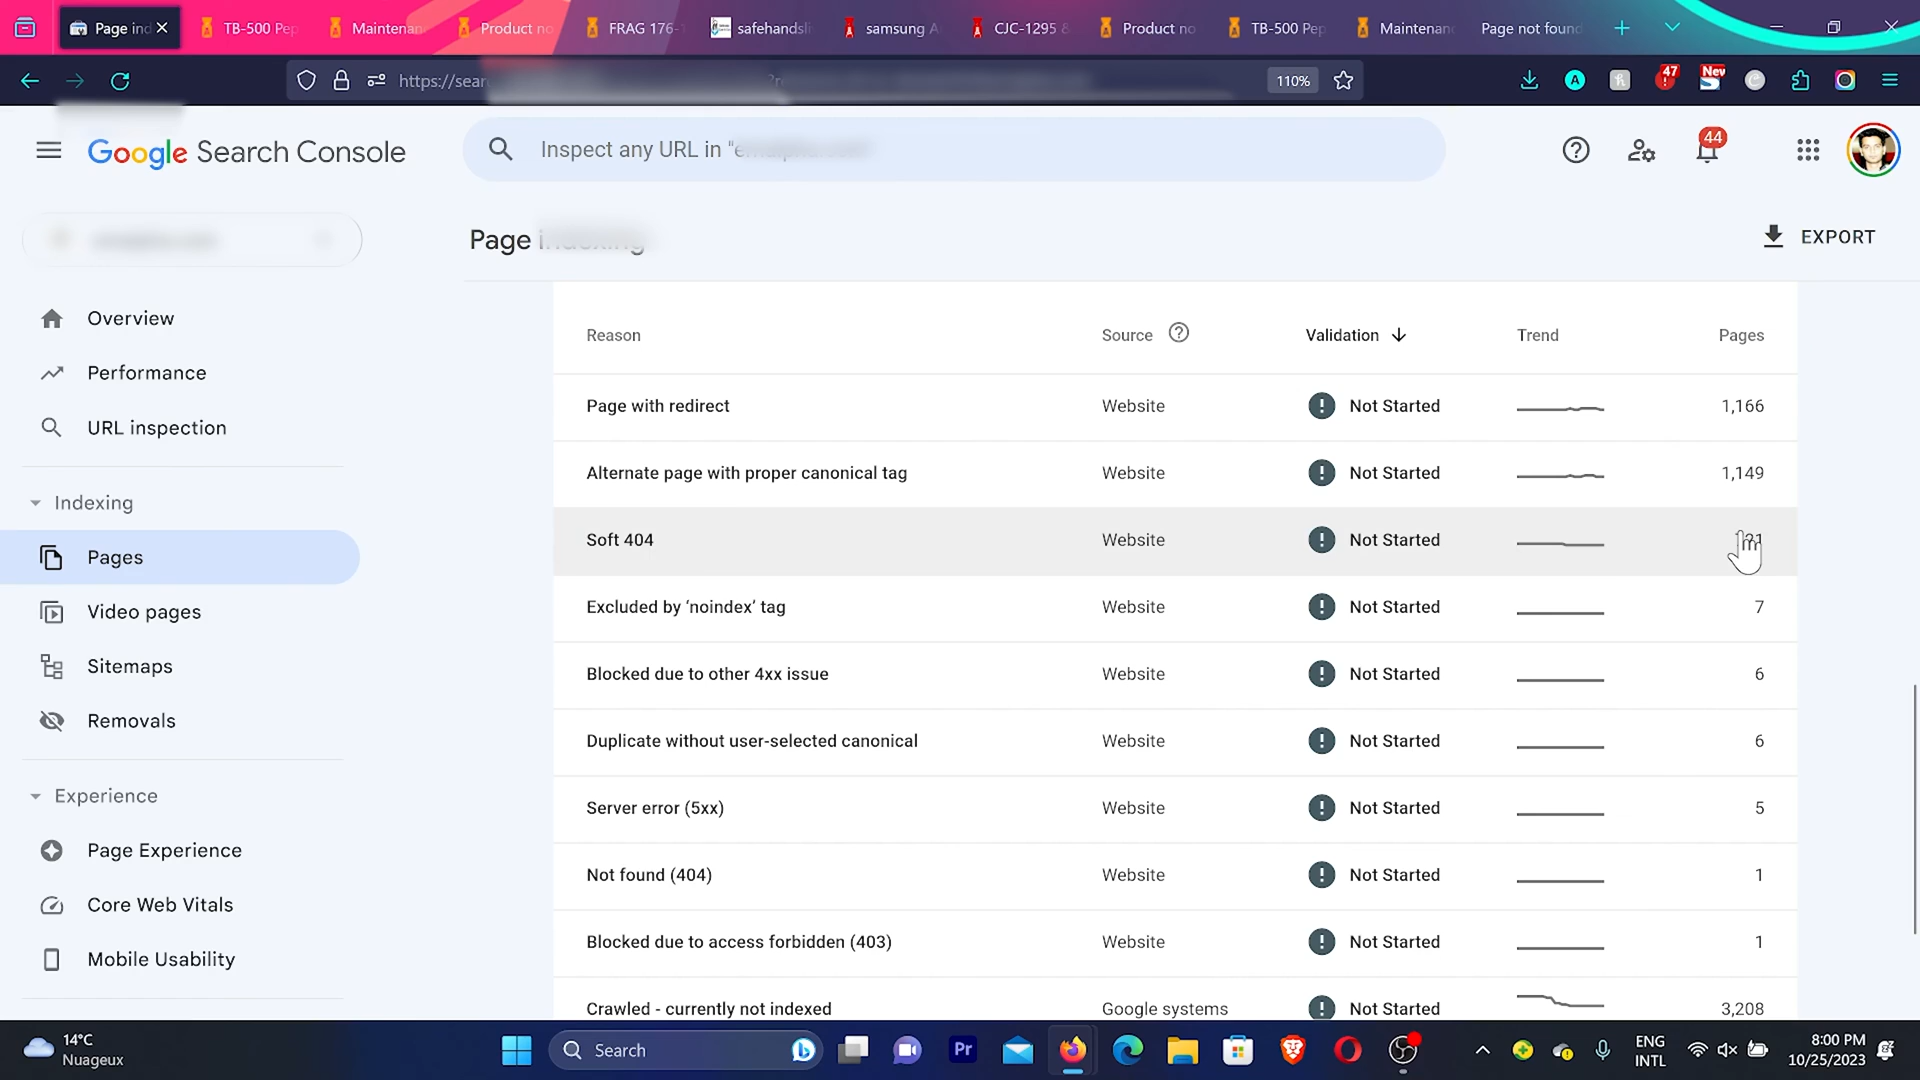 Page ind
TB-500 Pep
Maintenan
Product no
FRAG 176-
safehandsli
samsung A
CJC-1295 &
Product no
TB-500 Pep
Maintenan
Page not found
https://sear
110%
47
New
Google Search Console
Inspect any URL in "
44
Page indexing
EXPORT
Overview
Performance
URL inspection
Indexing
Pages
Video pages
Sitemaps
Removals
Experience
Page Experience
Core Web Vitals
Mobile Usability
Reason Source Validation Trend Pages
Page with redirect Website Not Started 1,166
Alternate page with proper canonical tag Website Not Started 1,149
Soft 404 Website Not Started
Excluded by ‘noindex’ tag Website Not Started 7
Blocked due to other 4xx issue Website Not Started 6
Duplicate without user-selected canonical Website Not Started 6
Server error (5xx) Website Not Started 5
Not found (404) Website Not Started 1
Blocked due to access forbidden (403) Website Not Started 1
Crawled - currently not indexed Google systems Not Started 3,208
14°C
Nuageux
Search
Pr
ENG
INTL
8:00 PM
10/25/2023